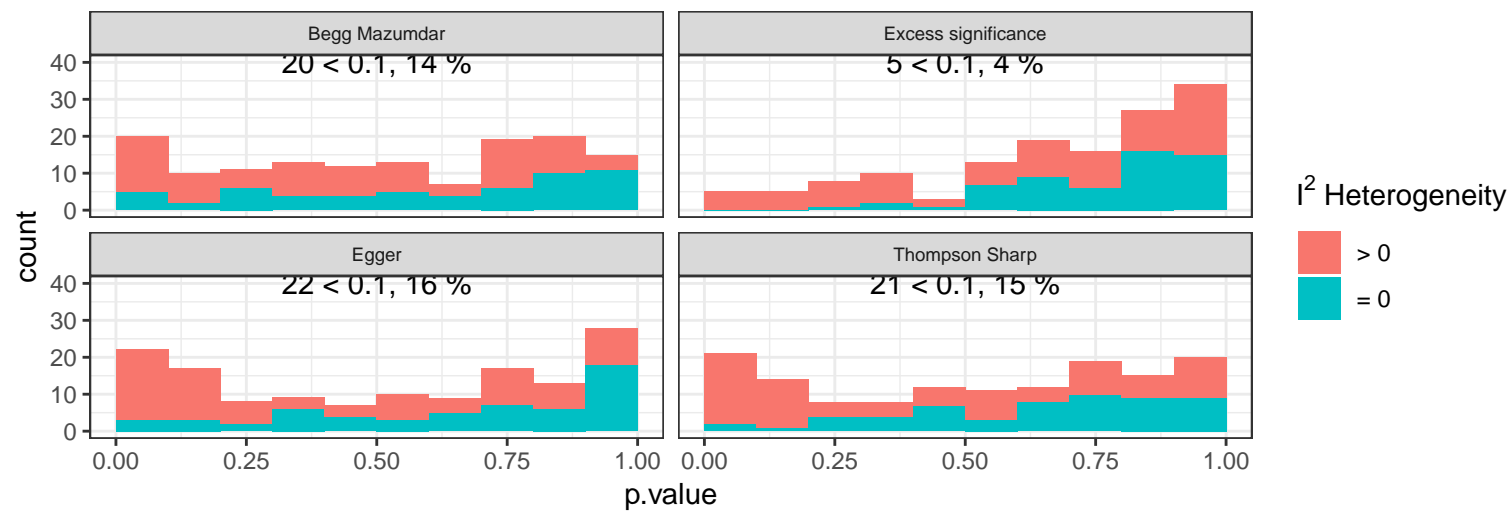 Begg Mazumdar
Excess significance
20 < 0.1, 14 %
5 < 0.1, 4 %
40
30
20
10
0
Egger
Thompson Sharp
22 < 0.1, 16 %
21 < 0.1, 15 %
40
30
20
10
0
0.00 0.25 0.50 0.75 1.00
0.00 0.25 0.50 0.75 1.00
p.value
count
I² Heterogeneity
> 0
= 0